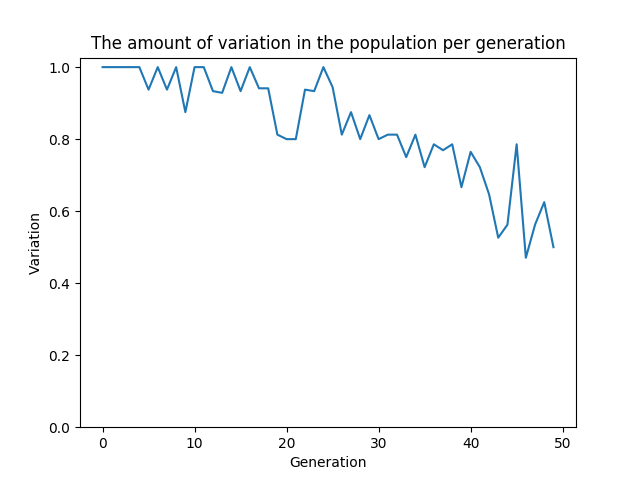 The amount of variation in the population per generation
1.0
0.8
0.6
0.4
0.2
0.0
Variation
0 10 20 30 40 50
Generation